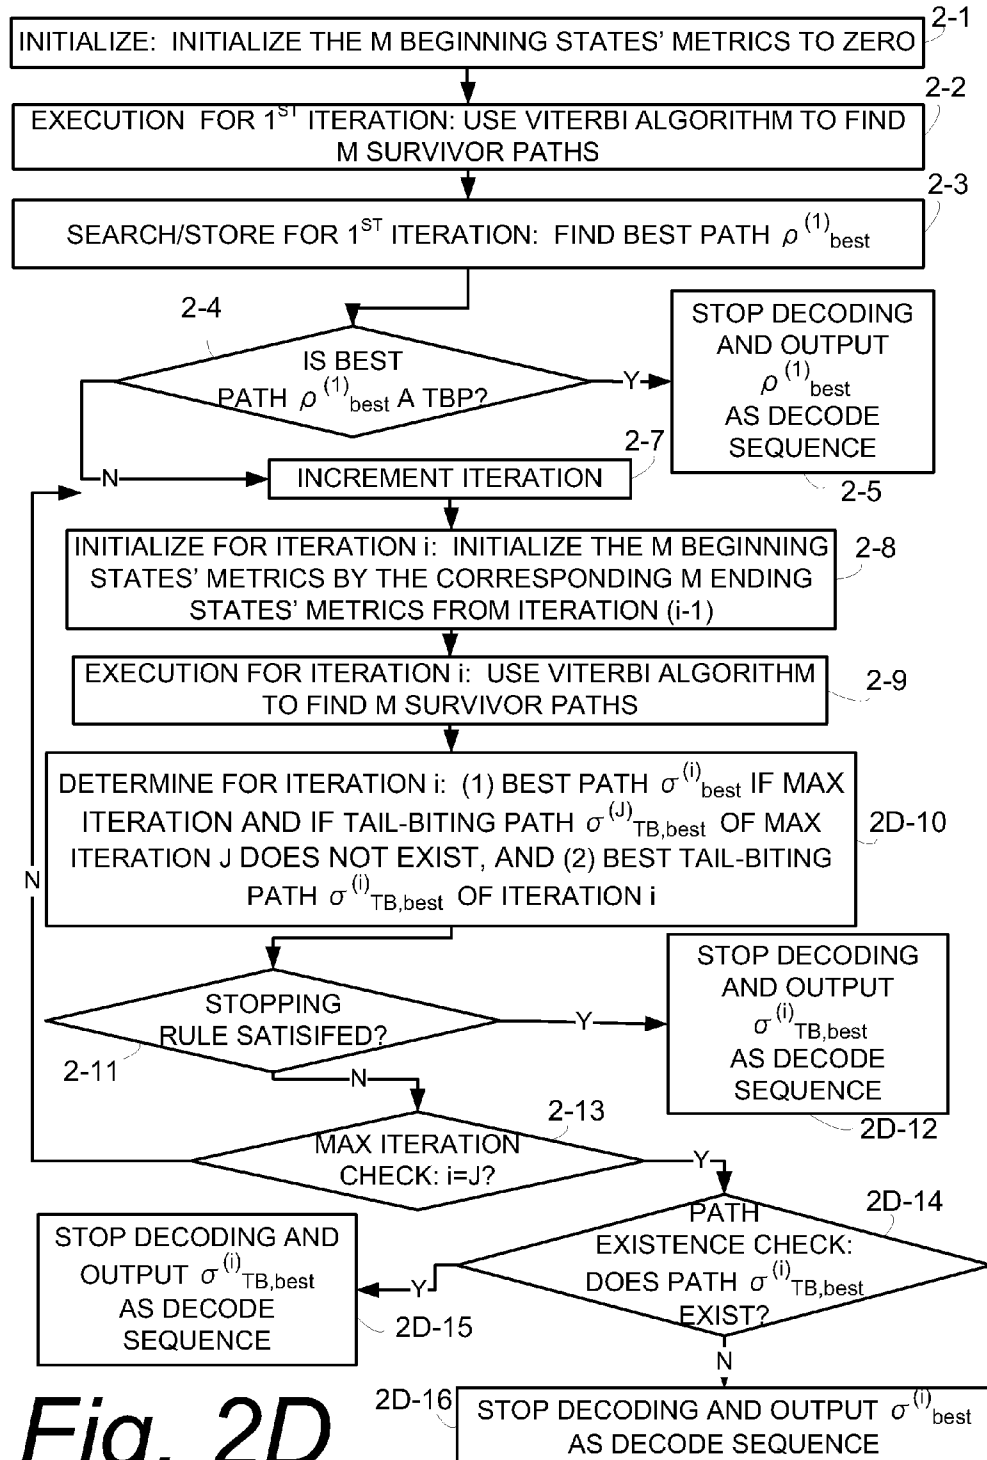 2-1
INITIALIZE: INITIALIZE THE M BEGINNING STATES' METRICS TO ZERO
2-2
EXECUTION FOR 1ST ITERATION: USE VITERBI ALGORITHM TO FIND
M SURVIVOR PATHS
2-3
SEARCH/STORE FOR 1ST ITERATION: FIND BEST PATH ρ(1)best
2-4
IS BEST
PATH ρ(1)best A TBP?
Y
STOP DECODING
AND OUTPUT
ρ(1)best
AS DECODE
SEQUENCE
2-5
N
2-7
INCREMENT ITERATION
INITIALIZE FOR ITERATION i: INITIALIZE THE M BEGINNING
STATES' METRICS BY THE CORRESPONDING M ENDING
STATES' METRICS FROM ITERATION (i-1)
2-8
EXECUTION FOR ITERATION i: USE VITERBI ALGORITHM
TO FIND M SURVIVOR PATHS
2-9
DETERMINE FOR ITERATION i: (1) BEST PATH σ(i)best IF MAX
ITERATION AND IF TAIL-BITING PATH σ(J)TB,best OF MAX
ITERATION J DOES NOT EXIST, AND (2) BEST TAIL-BITING
PATH σ(i)TB,best OF ITERATION i
2D-10
N
STOPPING
RULE SATISIFED?
2-11
Y
STOP DECODING
AND OUTPUT
σ(i)TB,best
AS DECODE
SEQUENCE
2D-12
N
2-13
MAX ITERATION
CHECK: i=J?
Y
2D-14
PATH
EXISTENCE CHECK:
DOES PATH σ(i)TB,best
EXIST?
Y
STOP DECODING AND
OUTPUT σ(i)TB,best
AS DECODE
SEQUENCE
2D-15
N
2D-16
STOP DECODING AND OUTPUT σ(i)best
AS DECODE SEQUENCE
Fig. 2D